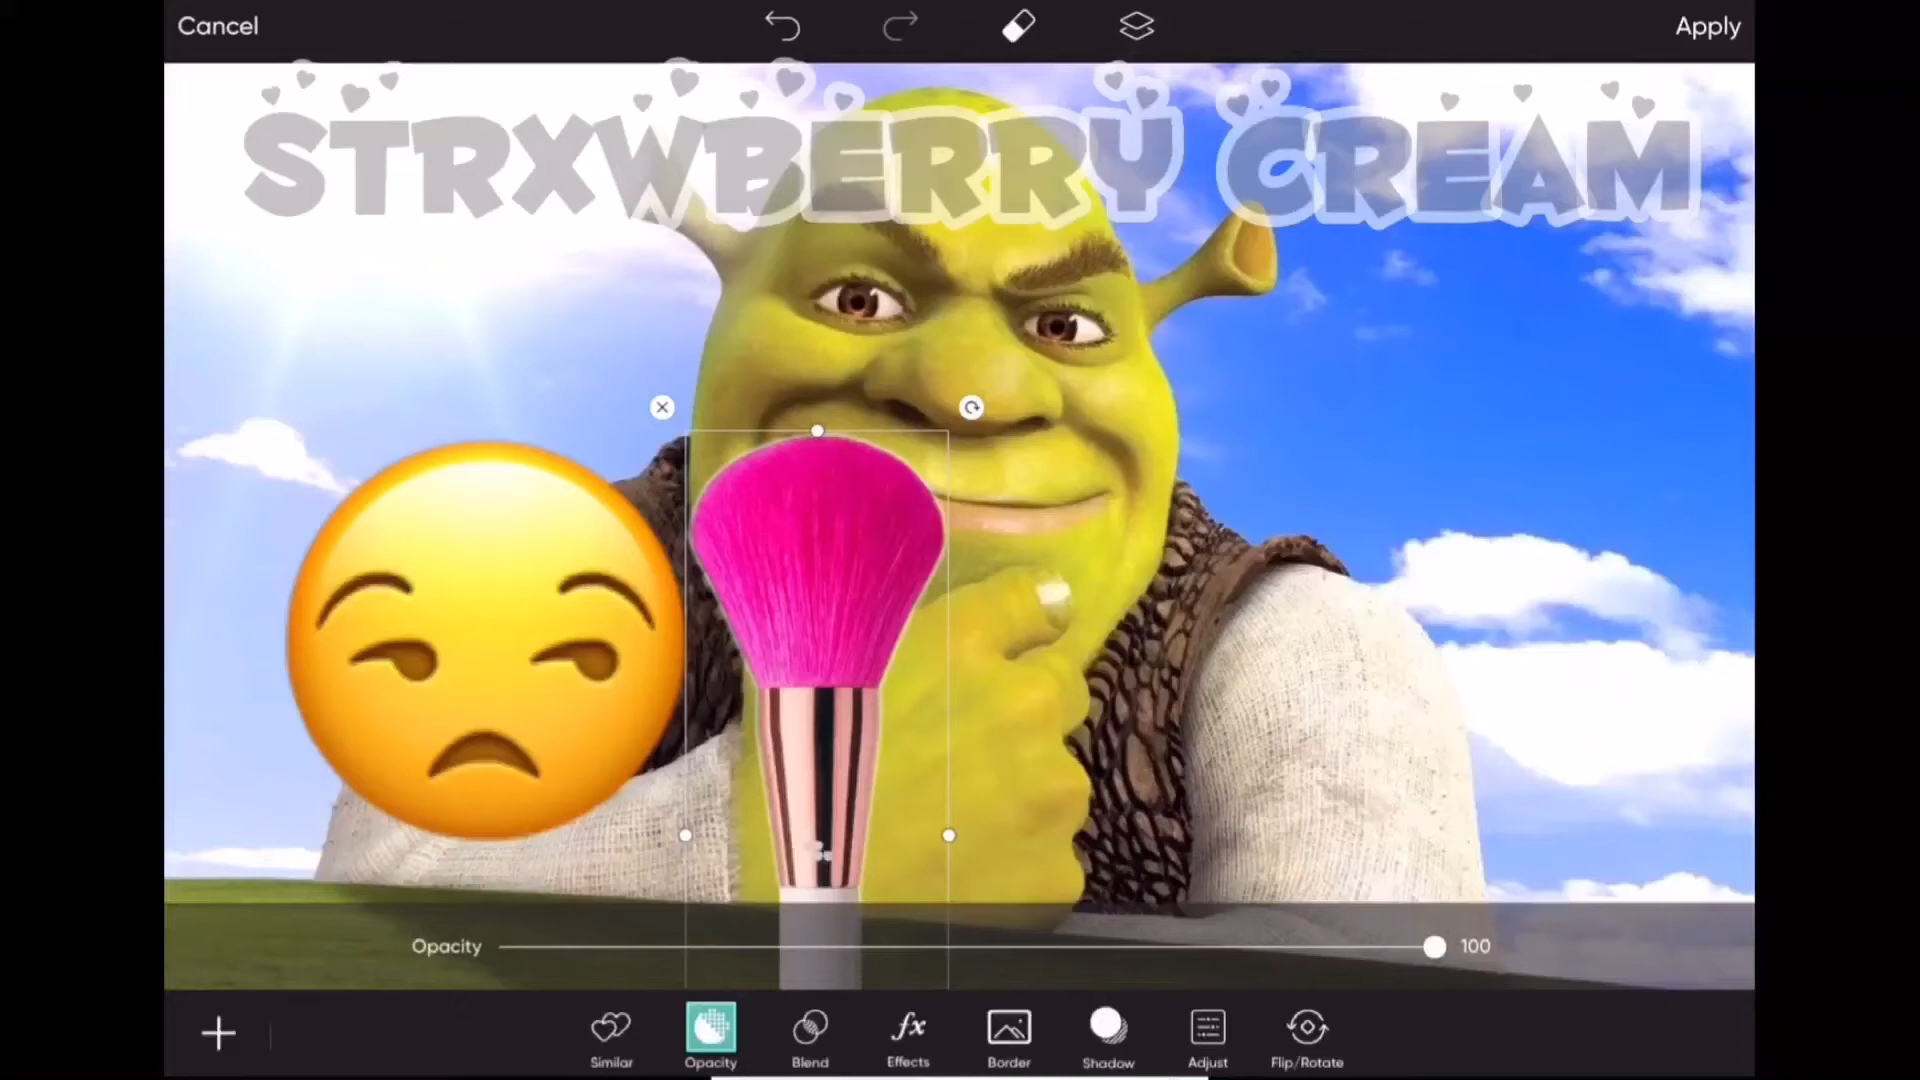 Cancel
Apply
STRXWBERRY CREAM
Opacity
100
Similar
Opacity
Blend
fx
Effects
Border
Shadow
Adjust
Flip/Rotate